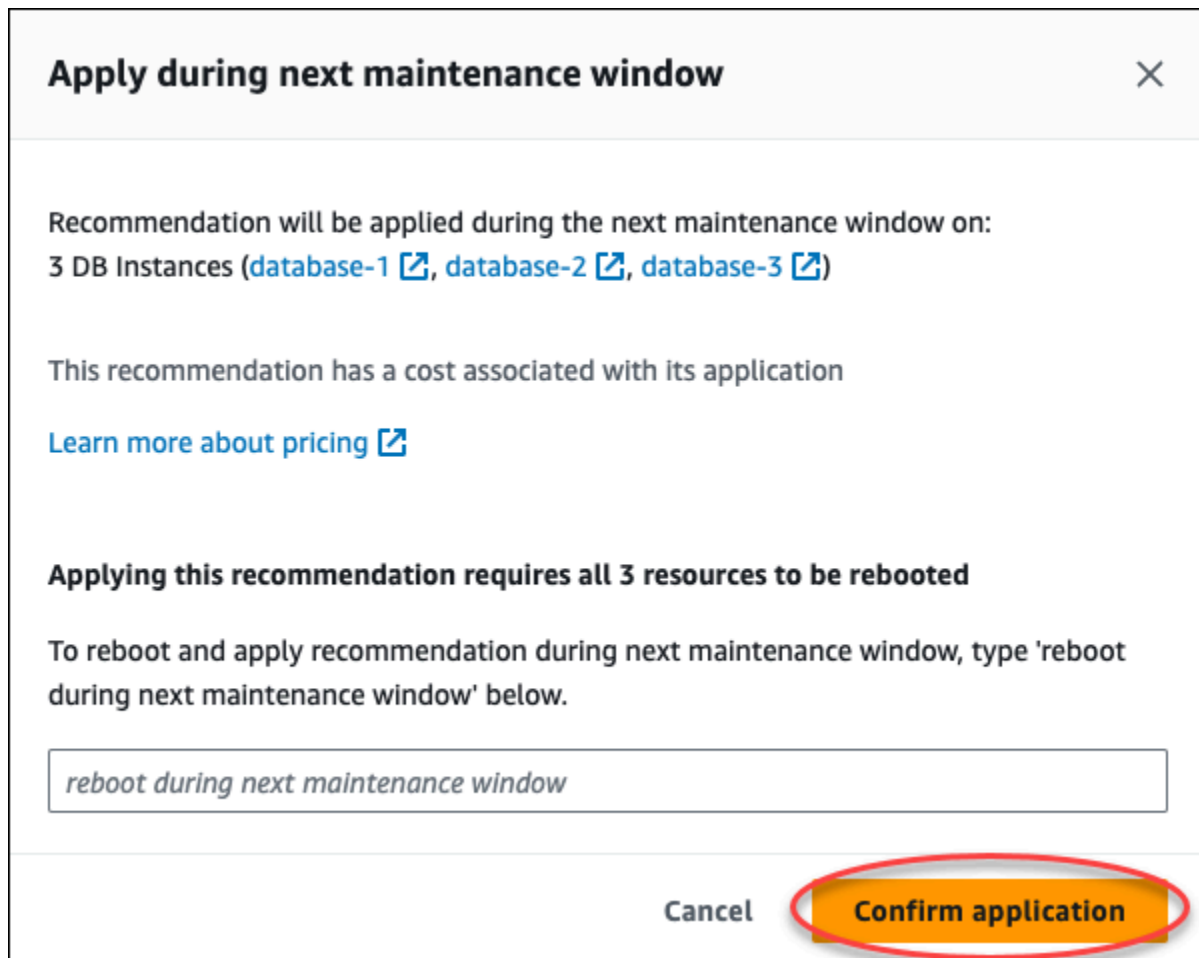 Apply during next maintenance window
Recommendation will be applied during the next maintenance window on:
3 DB Instances (database-1, database-2, database-3)
This recommendation has a cost associated with its application
Learn more about pricing
Applying this recommendation requires all 3 resources to be rebooted
To reboot and apply recommendation during next maintenance window, type 'reboot
during next maintenance window' below.
reboot during next maintenance window
Cancel Confirm application